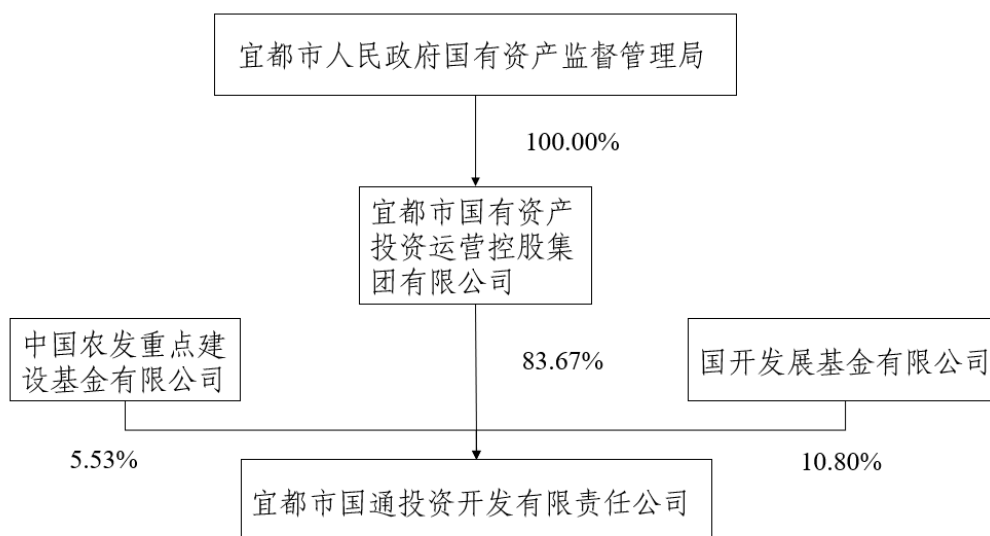 宜都市人民政府国有资产监督管理局
100.00%
宜都市国有资产
投资运营控股集
团有限公司
中国农发重点建
设基金有限公司
83.67%
国开发展基金有限公司
5.53%
10.80%
宜都市国通投资开发有限责任公司